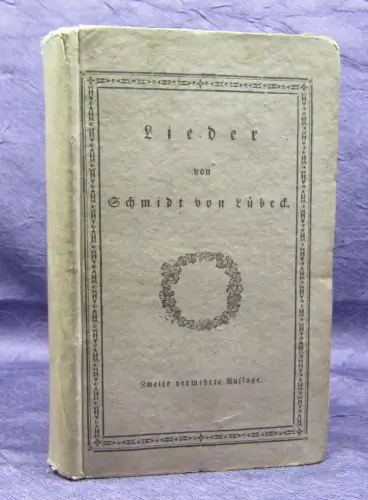 Lieder
von
Schmidt von Lübeck.
Zweite vermehrte Auflage.